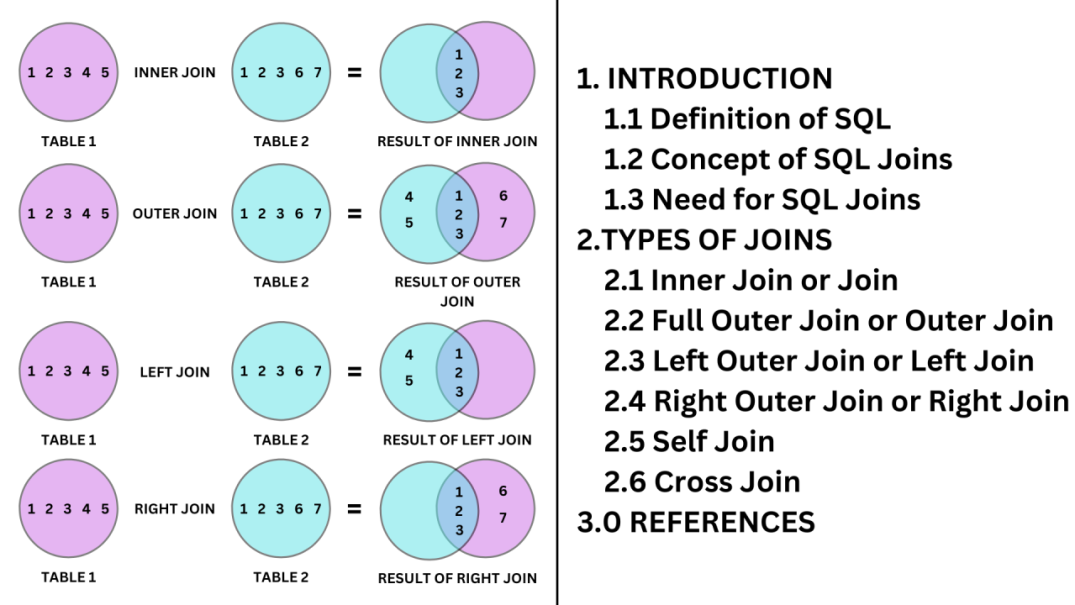 1 2 3 4 5 INNER JOIN 1 2 3 6 7 =
1
2
3
TABLE 1 TABLE 2 RESULT OF INNER JOIN
1 2 3 4 5 OUTER JOIN 1 2 3 6 7 =
4 1 6
5 2 7
3
TABLE 1 TABLE 2 RESULT OF OUTER
JOIN
1 2 3 4 5 LEFT JOIN 1 2 3 6 7 =
4 1
5 2
3
TABLE 1 TABLE 2 RESULT OF LEFT JOIN
1 2 3 4 5 RIGHT JOIN 1 2 3 6 7 =
1 6
2 7
3
TABLE 1 TABLE 2 RESULT OF RIGHT JOIN
1. INTRODUCTION
1.1 Definition of SQL
1.2 Concept of SQL Joins
1.3 Need for SQL Joins
2.TYPES OF JOINS
2.1 Inner Join or Join
2.2 Full Outer Join or Outer Join
2.3 Left Outer Join or Left Join
2.4 Right Outer Join or Right Join
2.5 Self Join
2.6 Cross Join
3.0 REFERENCES